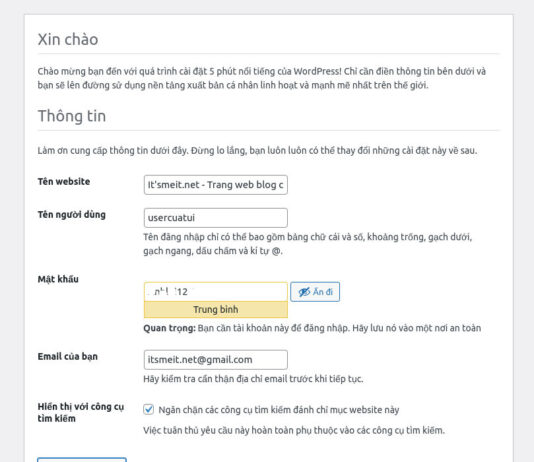 Xin chào
Chào mừng bạn đến với quá trình cài đặt 5 phút nổi tiếng của WordPress! Chỉ cần điền thông tin bên dưới và
bạn sẽ lên đường sử dụng nền tảng xuất bản cá nhân linh hoạt và mạnh mẽ nhất trên thế giới.
Thông tin
Làm ơn cung cấp thông tin dưới đây. Đừng lo lắng, bạn luôn luôn có thể thay đổi những cài đặt này về sau.
Tên website
It'smeit.net - Trang web blog c
Tên người dùng
usercuatui
Tên đăng nhập chỉ có thể bao gồm bảng chữ cái và số, khoảng trống, gạch dưới,
gạch ngang, dấu chấm và kí tự @.
Mật khẩu
12
Ẩn đi
Trung bình
Quan trọng: Bạn cần tài khoản này để đăng nhập. Hãy lưu nó vào một nơi an toàn
Email của bạn
itsmeit.net@gmail.com
Hãy kiểm tra cẩn thận địa chỉ email trước khi tiếp tục.
Hiển thị với công cụ
tìm kiếm
Ngăn chặn các công cụ tìm kiếm đánh chỉ mục website này
Việc tuân thủ yêu cầu này hoàn toàn phụ thuộc vào các công cụ tìm kiếm.